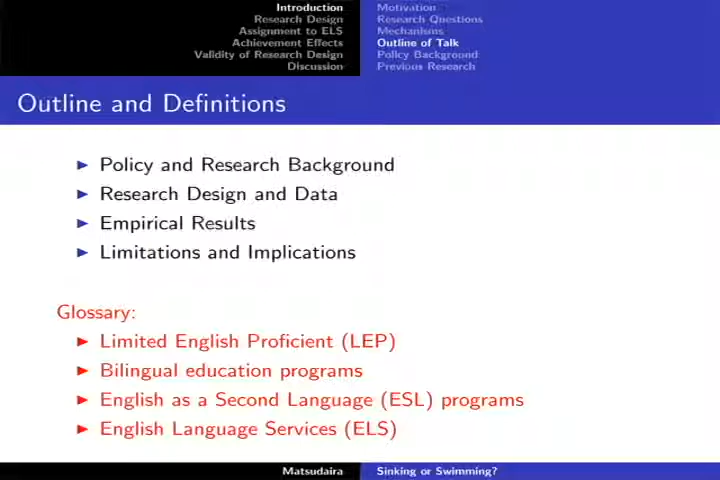 Introduction
Research Design
Assignment to ELS
Achievement Effects
Validity of Research Design
Discussion
Motivation
Research Questions
Mechanisms
Outline of Talk
Policy Background
Previous Research
Outline and Definitions
Policy and Research Background
Research Design and Data
Empirical Results
Limitations and Implications
Glossary:
Limited English Proficient (LEP)
Bilingual education programs
English as a Second Language (ESL) programs
English Language Services (ELS)
Matsudaira
Sinking or Swimming?